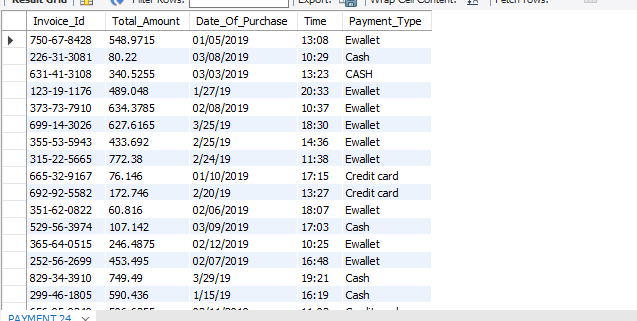 Result Grid Filter Rows: Export: Wrap Cell Content: Fetch rows:
Invoice_Id Total_Amount Date_Of_Purchase Time Payment_Type
750-67-8428 548.9715 01/05/2019 13:08 Ewallet
226-31-3081 80.22 03/08/2019 10:29 Cash
631-41-3108 340.5255 03/03/2019 13:23 CASH
123-19-1176 489.048 1/27/19 20:33 Ewallet
373-73-7910 634.3785 02/08/2019 10:37 Ewallet
699-14-3026 627.6165 3/25/19 18:30 Ewallet
355-53-5943 433.692 2/25/19 14:36 Ewallet
315-22-5665 772.38 2/24/19 11:38 Ewallet
665-32-9167 76.146 01/10/2019 17:15 Credit card
692-92-5582 172.746 2/20/19 13:27 Credit card
351-62-0822 60.816 02/06/2019 18:07 Ewallet
529-56-3974 107.142 03/09/2019 17:03 Cash
365-64-0515 246.4875 02/12/2019 10:25 Ewallet
252-56-2699 453.495 02/07/2019 16:48 Ewallet
829-34-3910 749.49 3/29/19 19:21 Cash
299-46-1805 590.436 1/15/19 16:19 Cash
PAYMENT 24